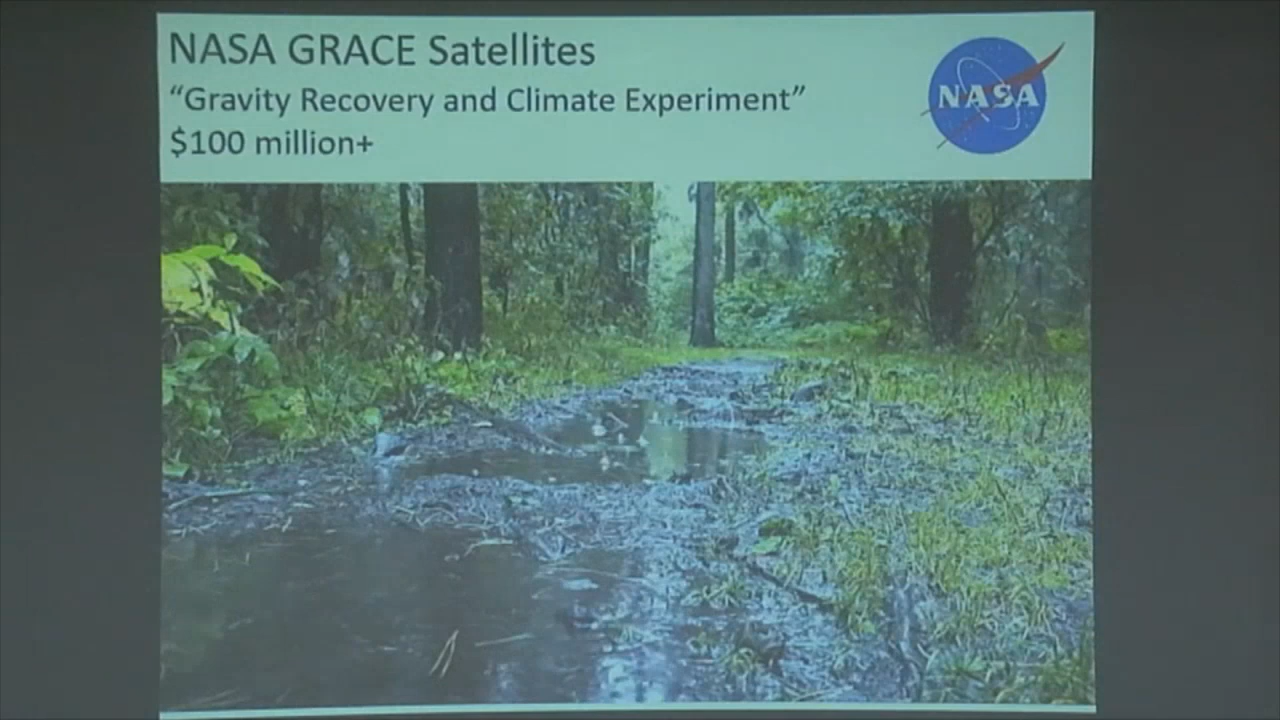 NASA GRACE Satellites
“Gravity Recovery and Climate Experiment”
$100 million+
NASA